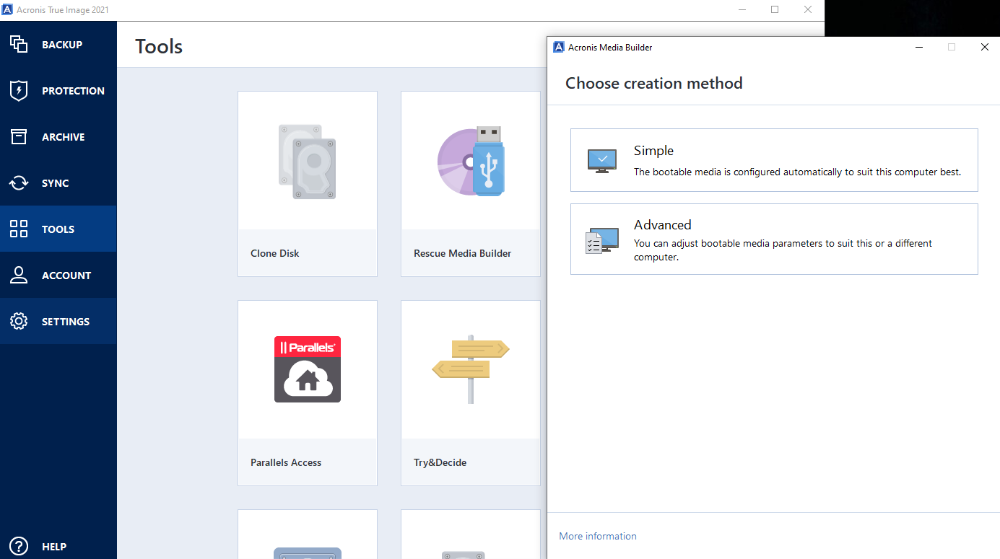 Acronis True Image 2021
BACKUP
PROTECTION
ARCHIVE
SYNC
TOOLS
ACCOUNT
SETTINGS
HELP
Tools
Clone Disk
Rescue Media Builder
Parallels
Parallels Access
Try&Decide
Acronis Media Builder
Choose creation method
Simple
The bootable media is configured automatically to suit this computer best.
Advanced
You can adjust bootable media parameters to suit this or a different
computer.
More information